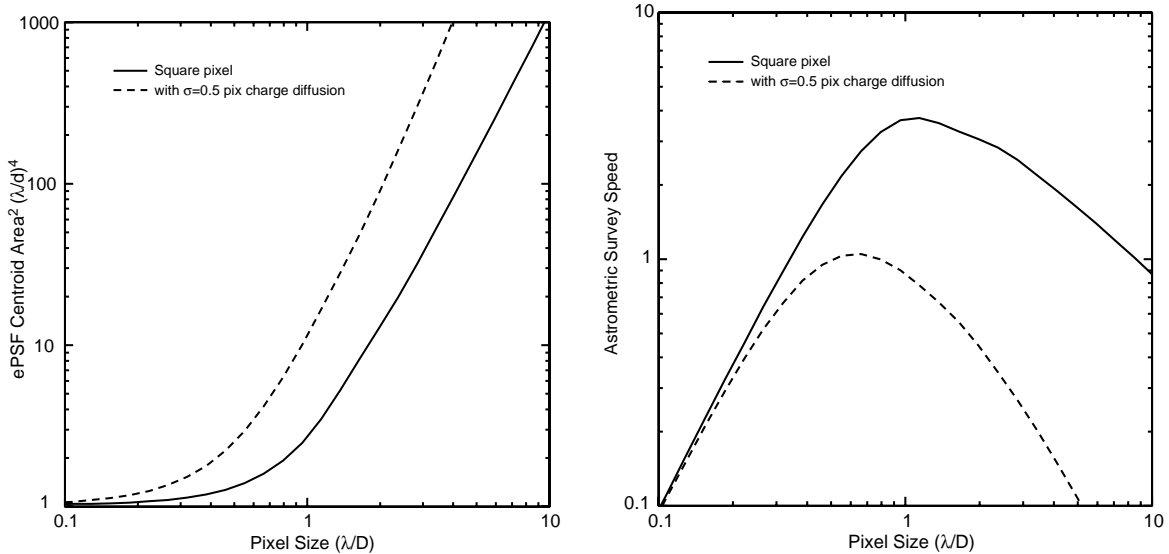 1000
100
10
1
0.1
1
10
ePSF Centroid Area² (λ/d)⁴
Pixel Size (λ/D)
Square pixel
with σ=0.5 pix charge diffusion
10
1
0.1
0.1
1
10
Astrometric Survey Speed
Pixel Size (λ/D)
Square pixel
with σ=0.5 pix charge diffusion